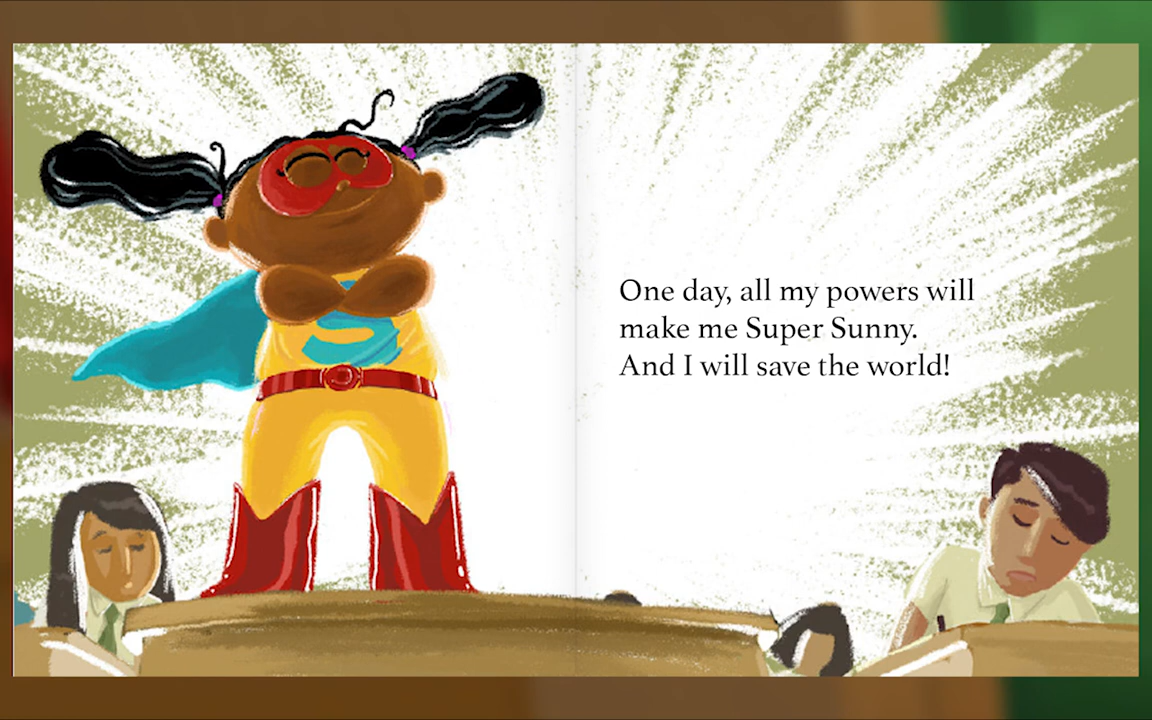 One day, all my powers will
make me Super Sunny.
And I will save the world!
S